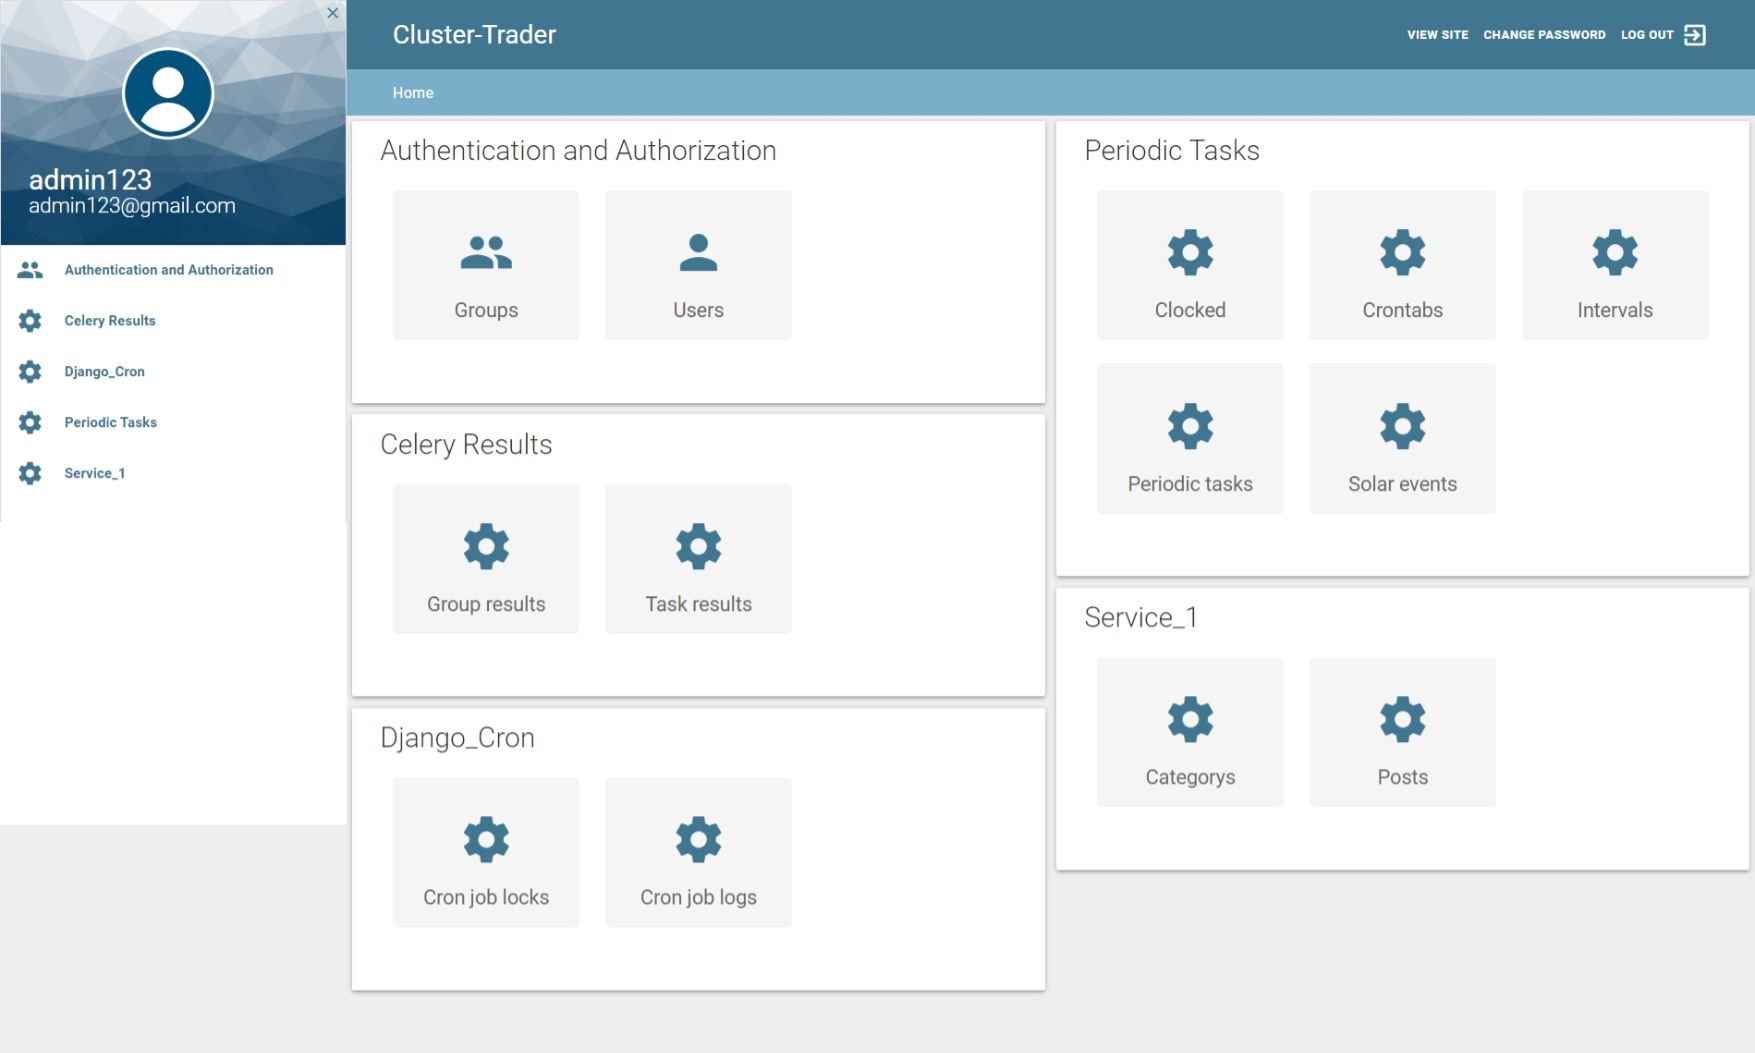 admin123
admin123@gmail.com
Authentication and Authorization
Celery Results
Django_Cron
Periodic Tasks
Service_1
Cluster-Trader
VIEW SITE CHANGE PASSWORD LOG OUT
Home
Authentication and Authorization
Groups
Users
Celery Results
Group results
Task results
Django_Cron
Cron job locks
Cron job logs
Periodic Tasks
Clocked
Crontabs
Intervals
Periodic tasks
Solar events
Service_1
Categorys
Posts